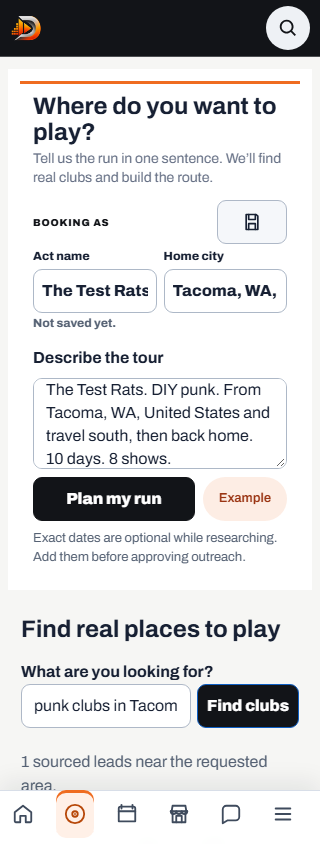 Where do you want to
play?
Tell us the run in one sentence. We’ll find
real clubs and build the route.
BOOKING AS
Act name
Home city
The Test Rats
Tacoma, WA,
Not saved yet.
Describe the tour
The Test Rats. DIY punk. From
Tacoma, WA, United States and
travel south, then back home.
10 days. 8 shows.
Plan my run
Example
Exact dates are optional while researching.
Add them before approving outreach.
Find real places to play
What are you looking for?
punk clubs in Tacom
Find clubs
1 sourced leads near the requested
area.